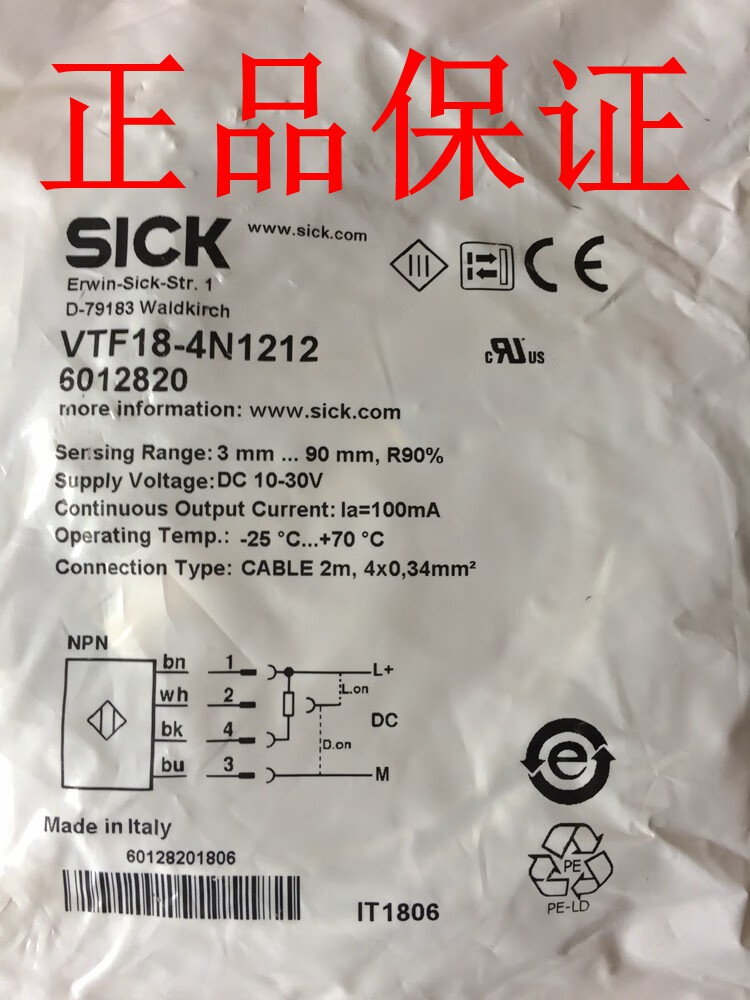 正品保证
SICK www.sick.com
Erwin-Sick-Str. 1
D-79183 Waldkirch
VTF18-4N1212
6012820
more information: www.sick.com
CE
c RU US
Sensing Range: 3 mm ... 90 mm, R90%
Supply Voltage: DC 10-30V
Continuous Output Current: Ia=100mA
Operating Temp.: -25 °C...+70 °C
Connection Type: CABLE 2m, 4x0,34mm²
NPN
bn 1 L+
wh 2 L.on
DC
bk 4
D.on
bu 3 M
e
Made in Italy
60128201806
PE
PE-LD
IT1806